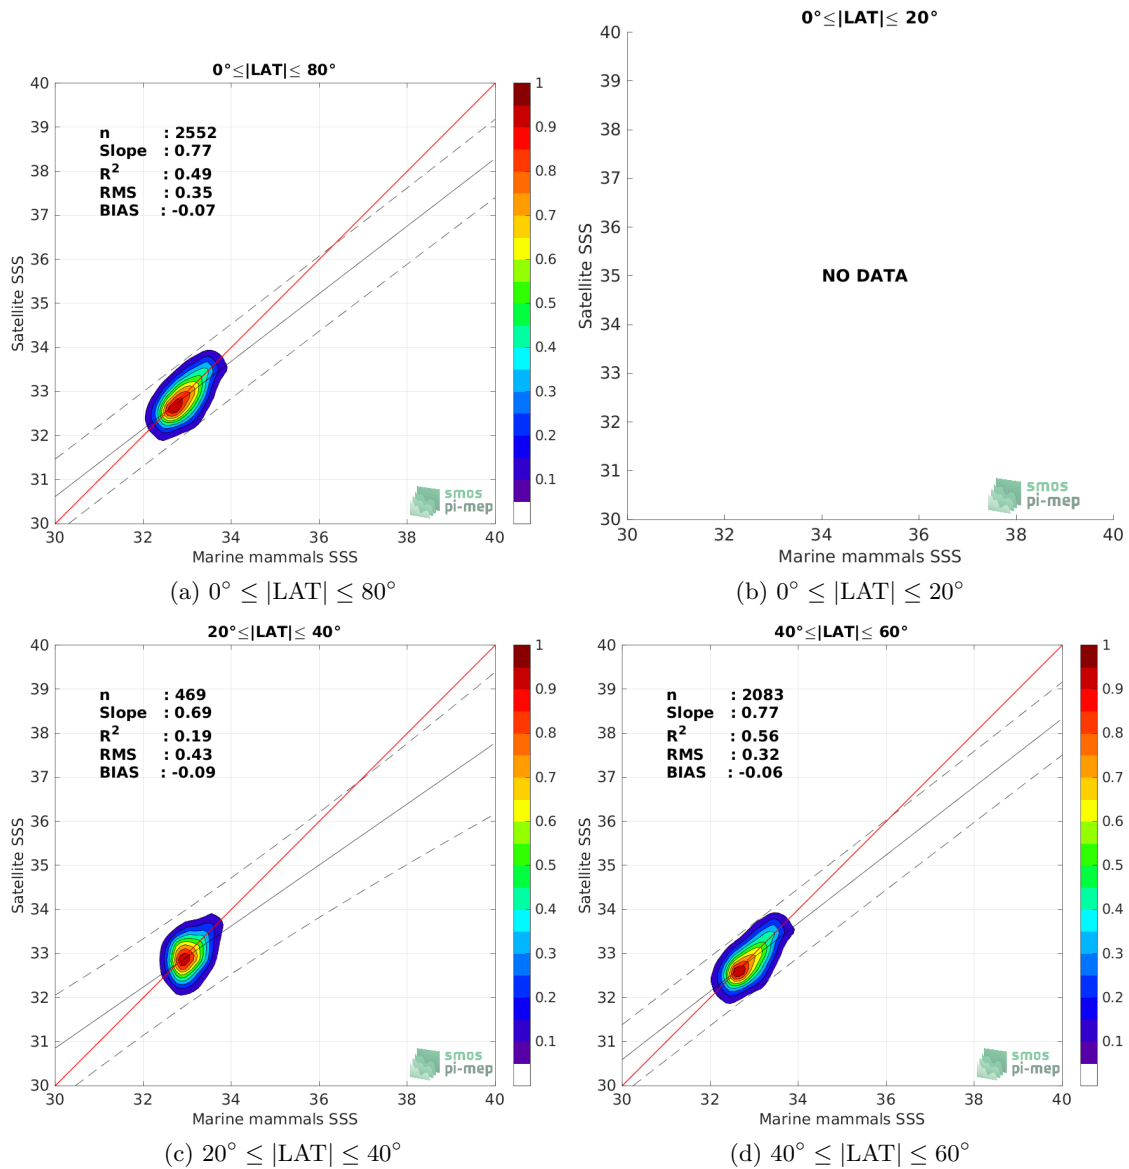 0°≤|LAT|≤ 80°
40
39
38
37
36
35
34
33
32
31
30
Satellite SSS
n : 2552
Slope : 0.77
R² : 0.49
RMS : 0.35
BIAS : -0.07
smos
pi-mep
30 32 34 36 38 40
Marine mammals SSS
1
0.9
0.8
0.7
0.6
0.5
0.4
0.3
0.2
0.1
(a) 0° ≤ |LAT| ≤ 80°
0°≤|LAT|≤ 20°
40
39
38
37
36
35
34
33
32
31
30
Satellite SSS
NO DATA
smos
pi-mep
30 32 34 36 38 40
Marine mammals SSS
(b) 0° ≤ |LAT| ≤ 20°
20°≤|LAT|≤ 40°
40
39
38
37
36
35
34
33
32
31
30
Satellite SSS
n : 469
Slope : 0.69
R² : 0.19
RMS : 0.43
BIAS : -0.09
smos
pi-mep
30 32 34 36 38 40
Marine mammals SSS
1
0.9
0.8
0.7
0.6
0.5
0.4
0.3
0.2
0.1
(c) 20° ≤ |LAT| ≤ 40°
40°≤|LAT|≤ 60°
40
39
38
37
36
35
34
33
32
31
30
Satellite SSS
n : 2083
Slope : 0.77
R² : 0.56
RMS : 0.32
BIAS : -0.06
smos
pi-mep
30 32 34 36 38 40
Marine mammals SSS
1
0.9
0.8
0.7
0.6
0.5
0.4
0.3
0.2
0.1
(d) 40° ≤ |LAT| ≤ 60°